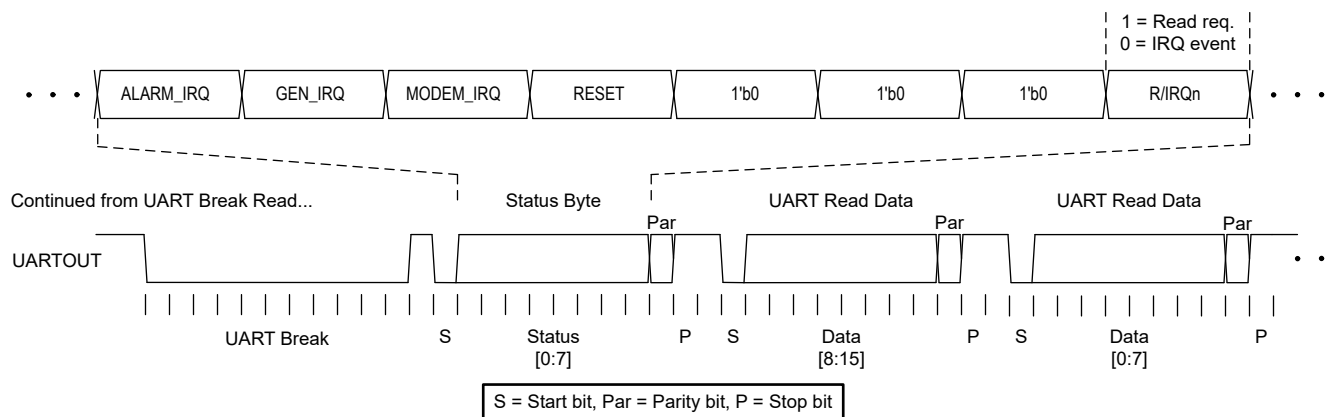 1 = Read req.
0 = IRQ event
• • • ALARM_IRQ GEN_IRQ MODEM_IRQ RESET 1'b0 1'b0 1'b0 R/IRQn • • •
Continued from UART Break Read... Status Byte UART Read Data UART Read Data
Par Par Par
UARTOUT • •
UART Break S Status P S Data P S Data P
[0:7] [8:15] [0:7]
S = Start bit, Par = Parity bit, P = Stop bit